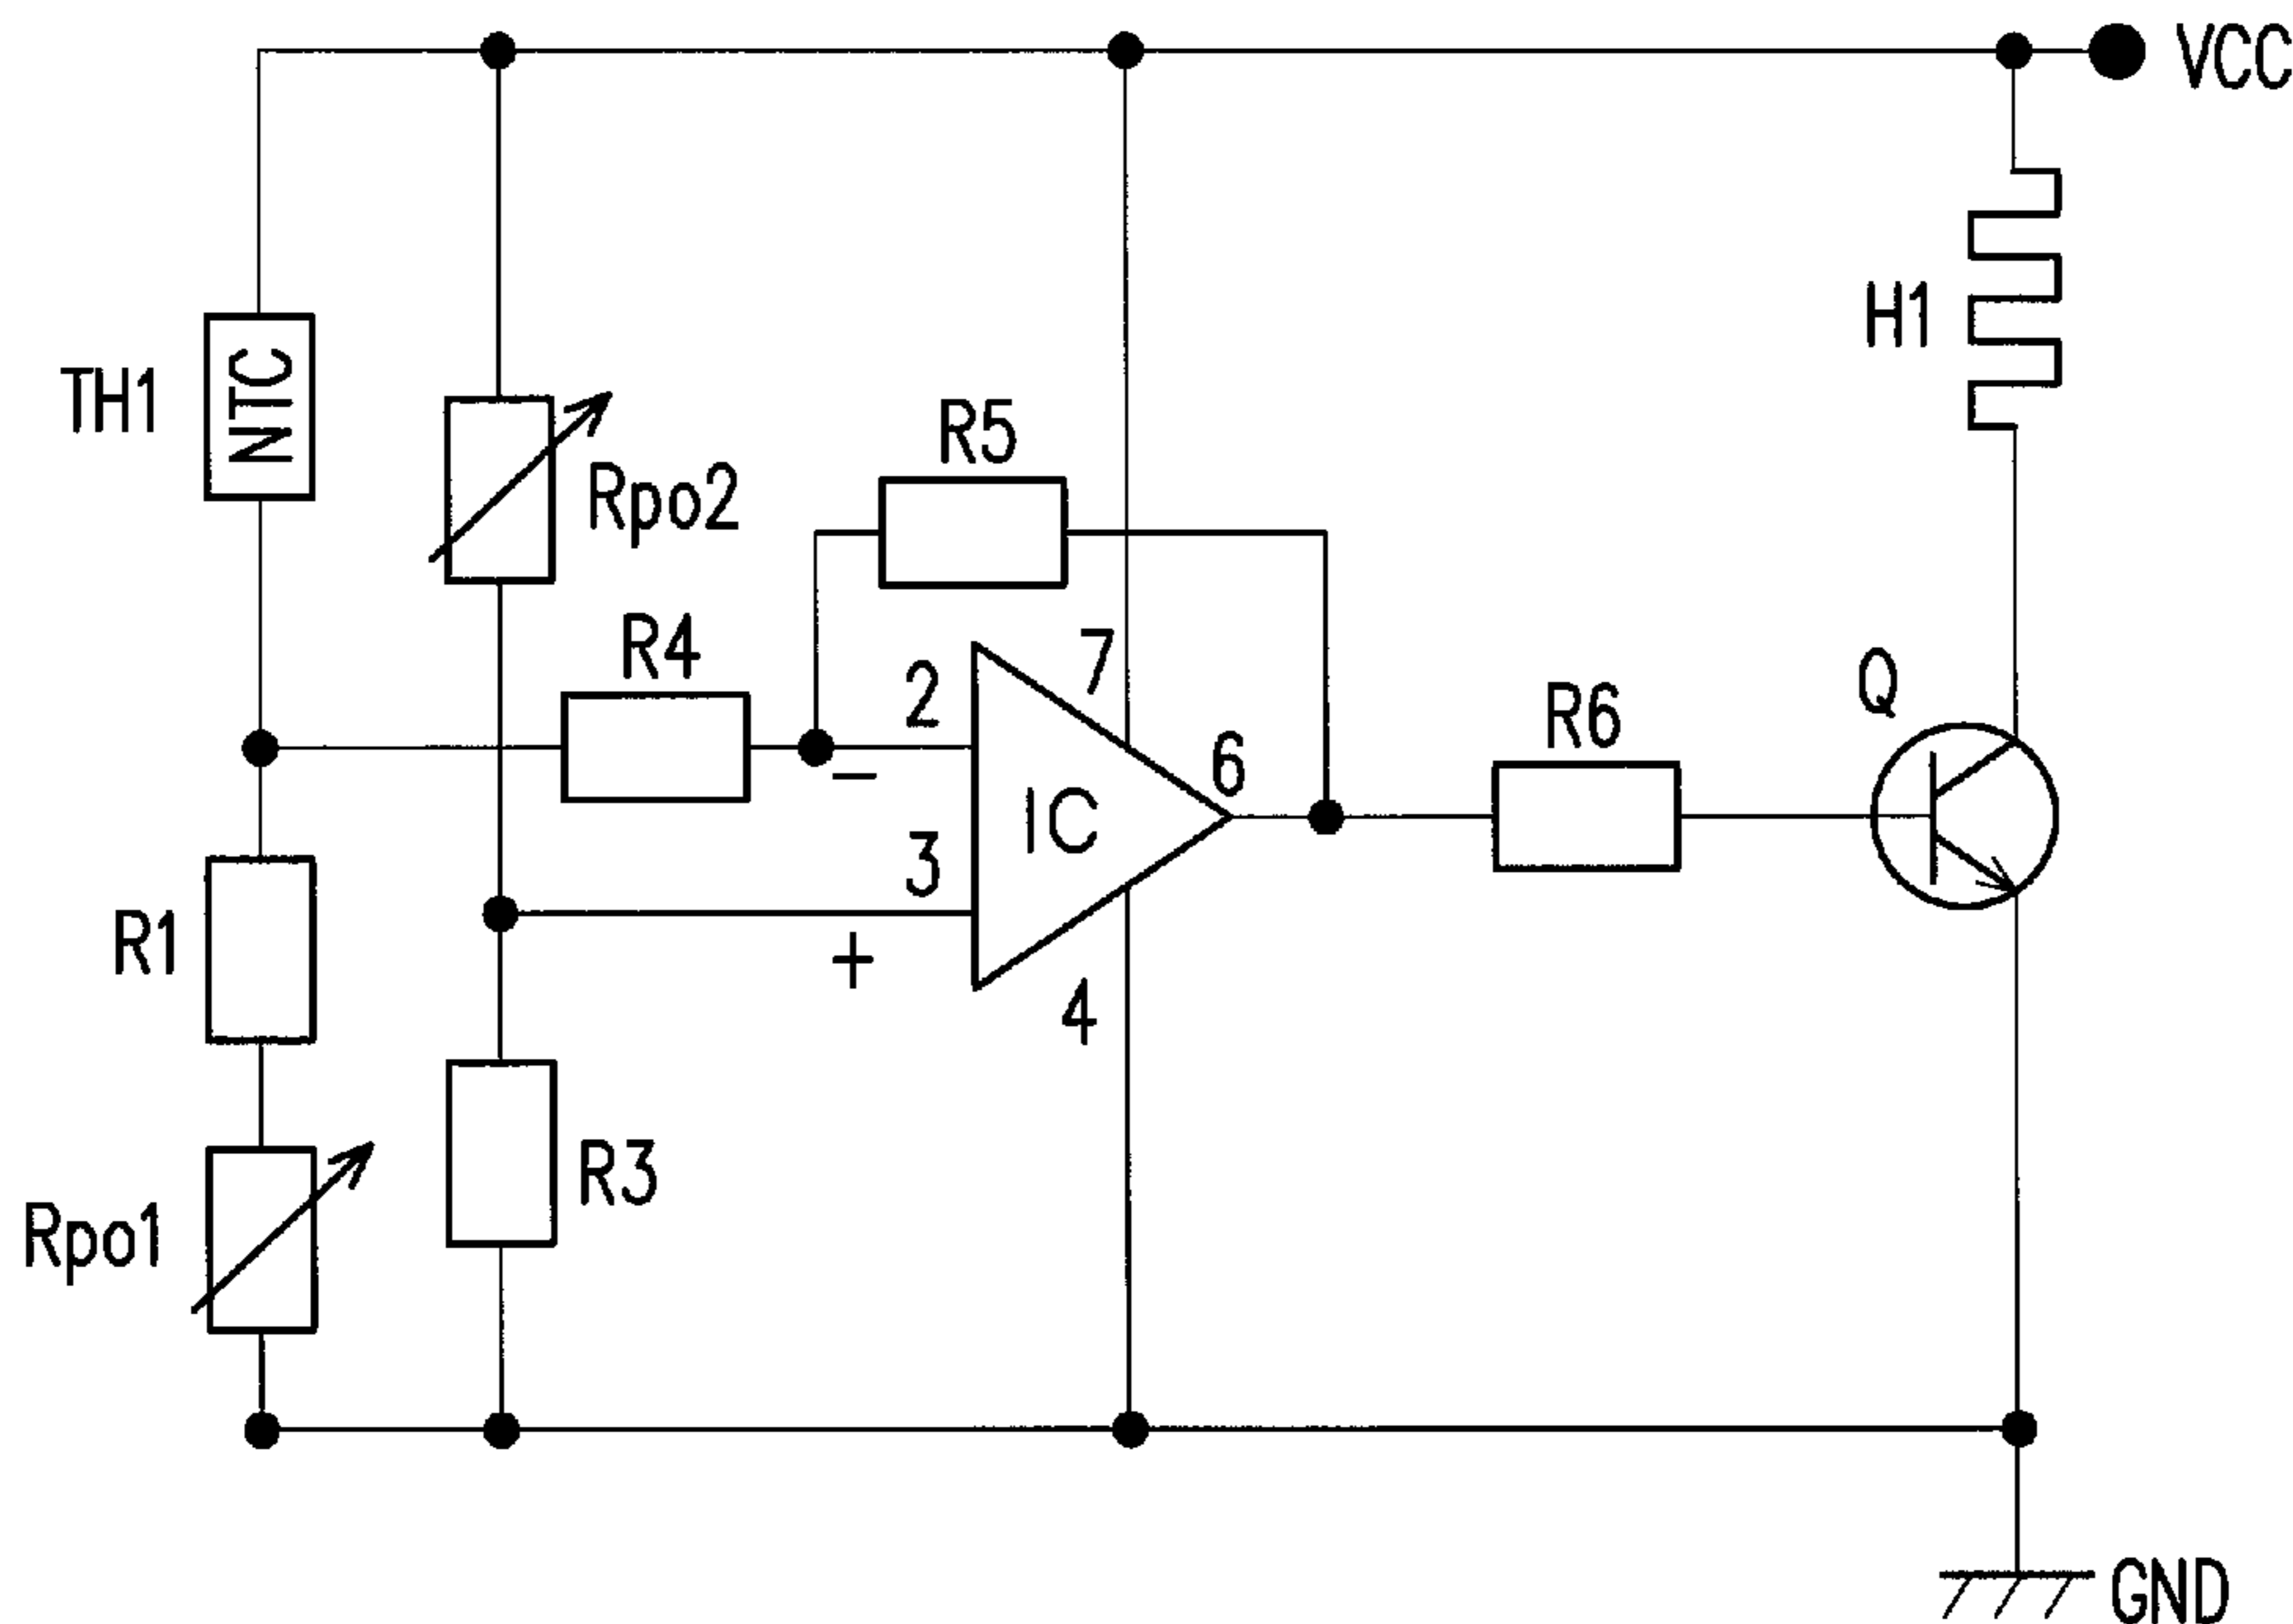 VCC
H1
TH1
NTC
Rpo2
R5
R4
2
7
R6
Q
6
−
IC
3
R1
+
4
R3
Rpo1
GND